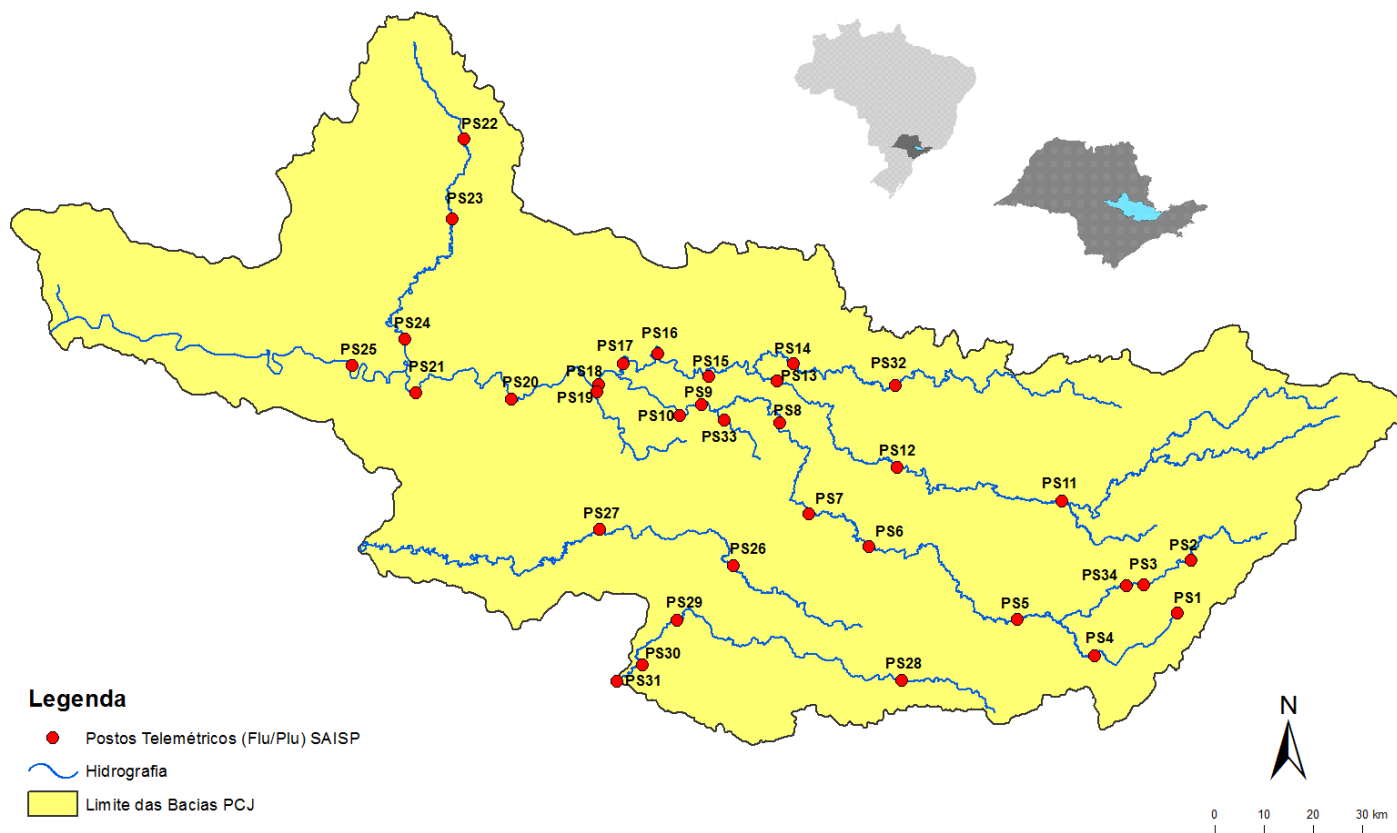 PS22
PS23
PS24
PS25
PS21
PS20
PS17
PS16
PS18
PS19
PS15
PS14
PS13
PS32
PS9
PS10
PS33
PS8
PS12
PS11
PS7
PS6
PS27
PS26
PS2
PS3
PS34
PS1
PS5
PS4
PS29
PS30
PS31
PS28
Legenda
Postos Telemétricos (Flu/Plu) SAISP
Hidrografia
Limite das Bacias PCJ
N
0 10 20 30 km